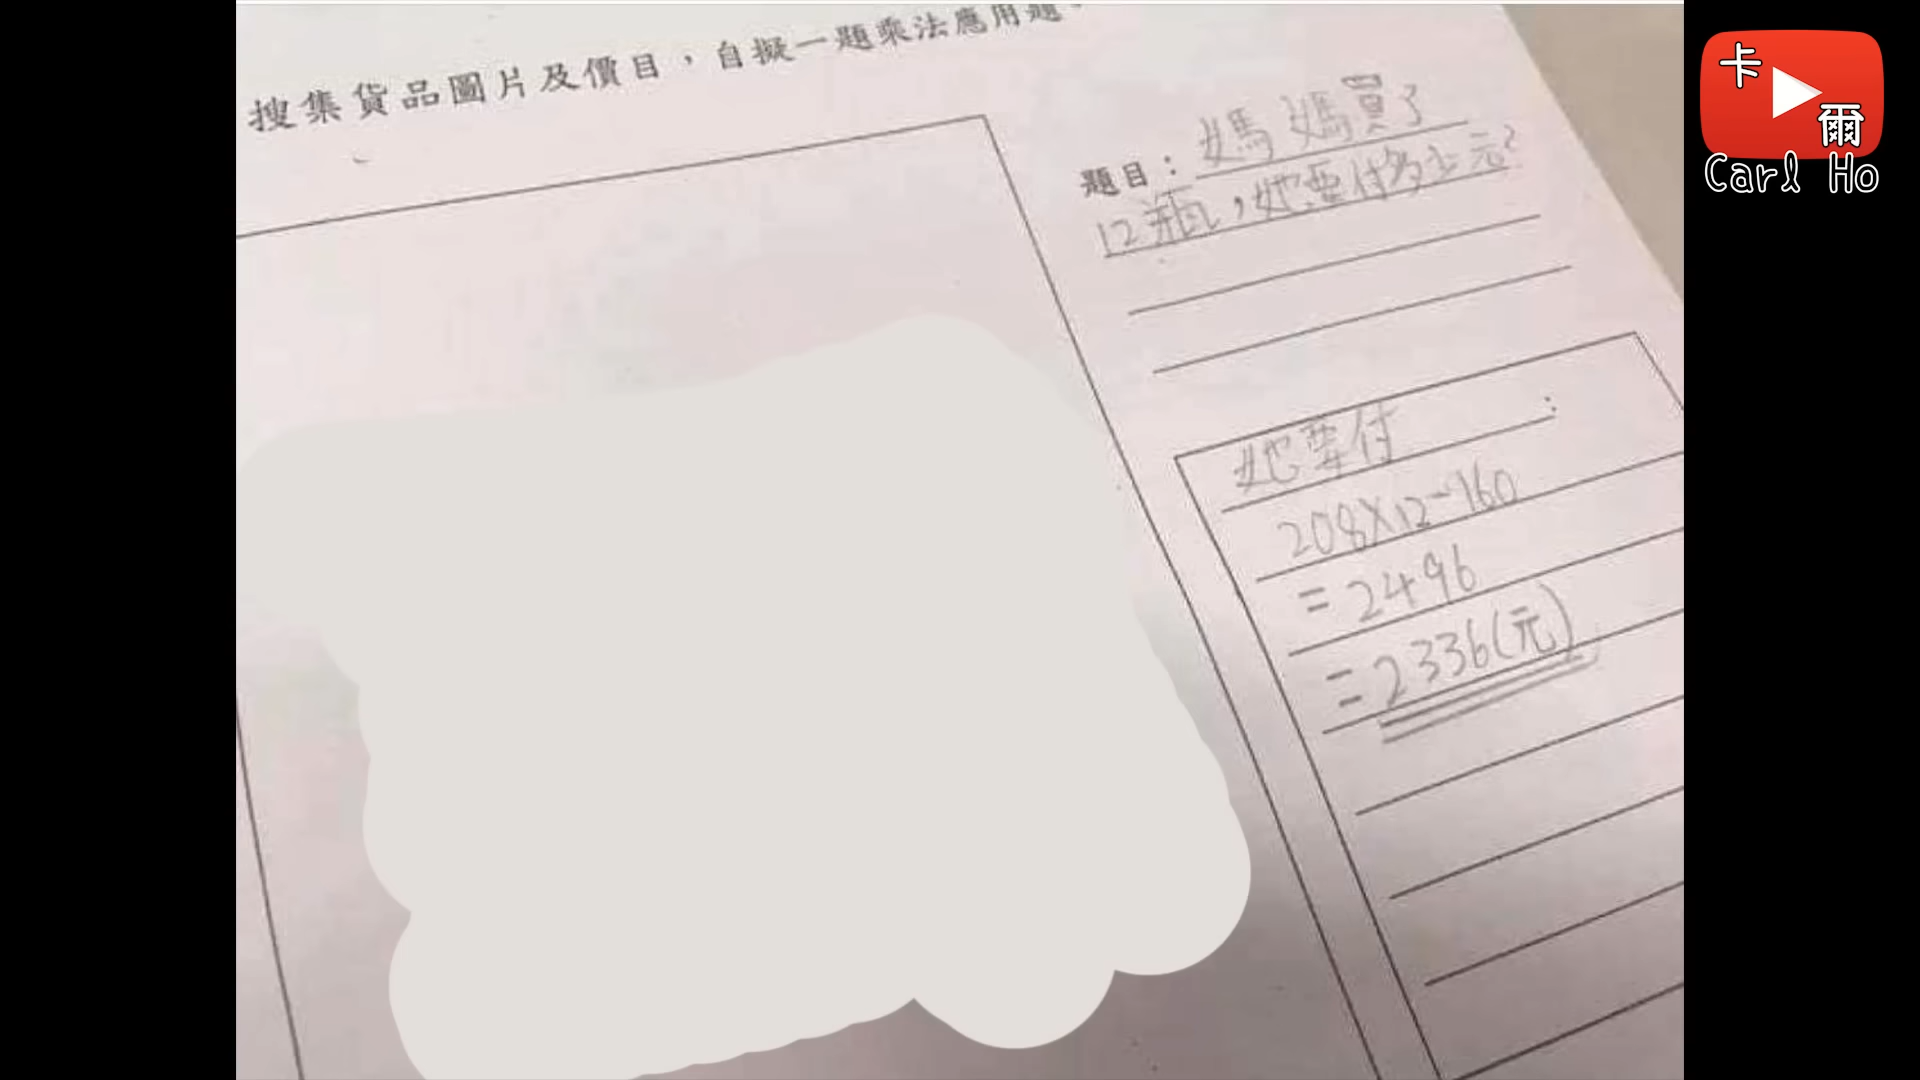 搜集貨品圖片及價目，自擬一題乘法應用題。
題目：媽媽買了
12瓶，她要付多少元？
她要付 :
208X12-160
=2496
=2336(元)
卡
爾
Carl Ho